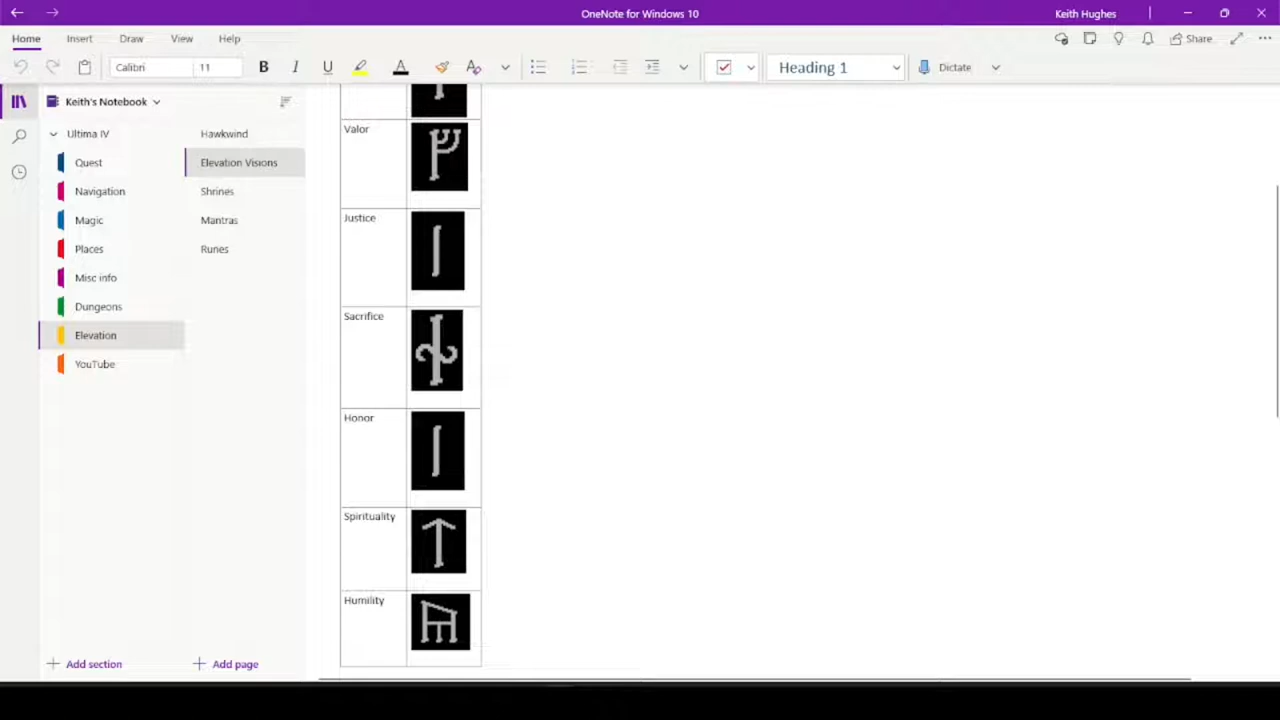 OneNote for Windows 10
Keith Hughes
Home
Insert
Draw
View
Help
Share
Calibri
11
B
I
U
A
A
Heading 1
Dictate
Keith's Notebook
Ultima IV
Quest
Navigation
Magic
Places
Misc info
Dungeons
Elevation
YouTube
Add section
Hawkwind
Elevation Visions
Shrines
Mantras
Runes
Add page
Valor
Justice
Sacrifice
Honor
Spirituality
Humility